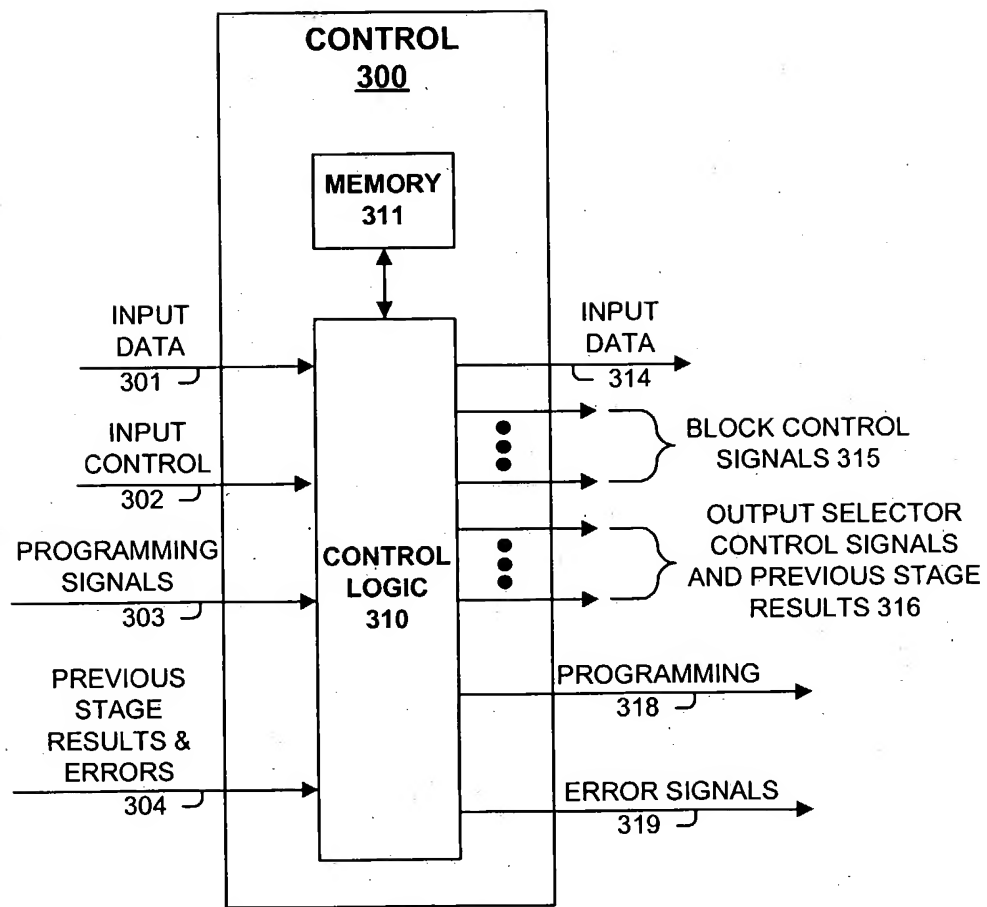 CONTROL
300
MEMORY
311
INPUT
DATA
301
INPUT
CONTROL
302
PROGRAMMING
SIGNALS
303
PREVIOUS
STAGE
RESULTS &
ERRORS
304
CONTROL
LOGIC
310
INPUT
DATA
314
BLOCK CONTROL
SIGNALS 315
OUTPUT SELECTOR
CONTROL SIGNALS
AND PREVIOUS STAGE
RESULTS 316
PROGRAMMING
318
ERROR SIGNALS
319